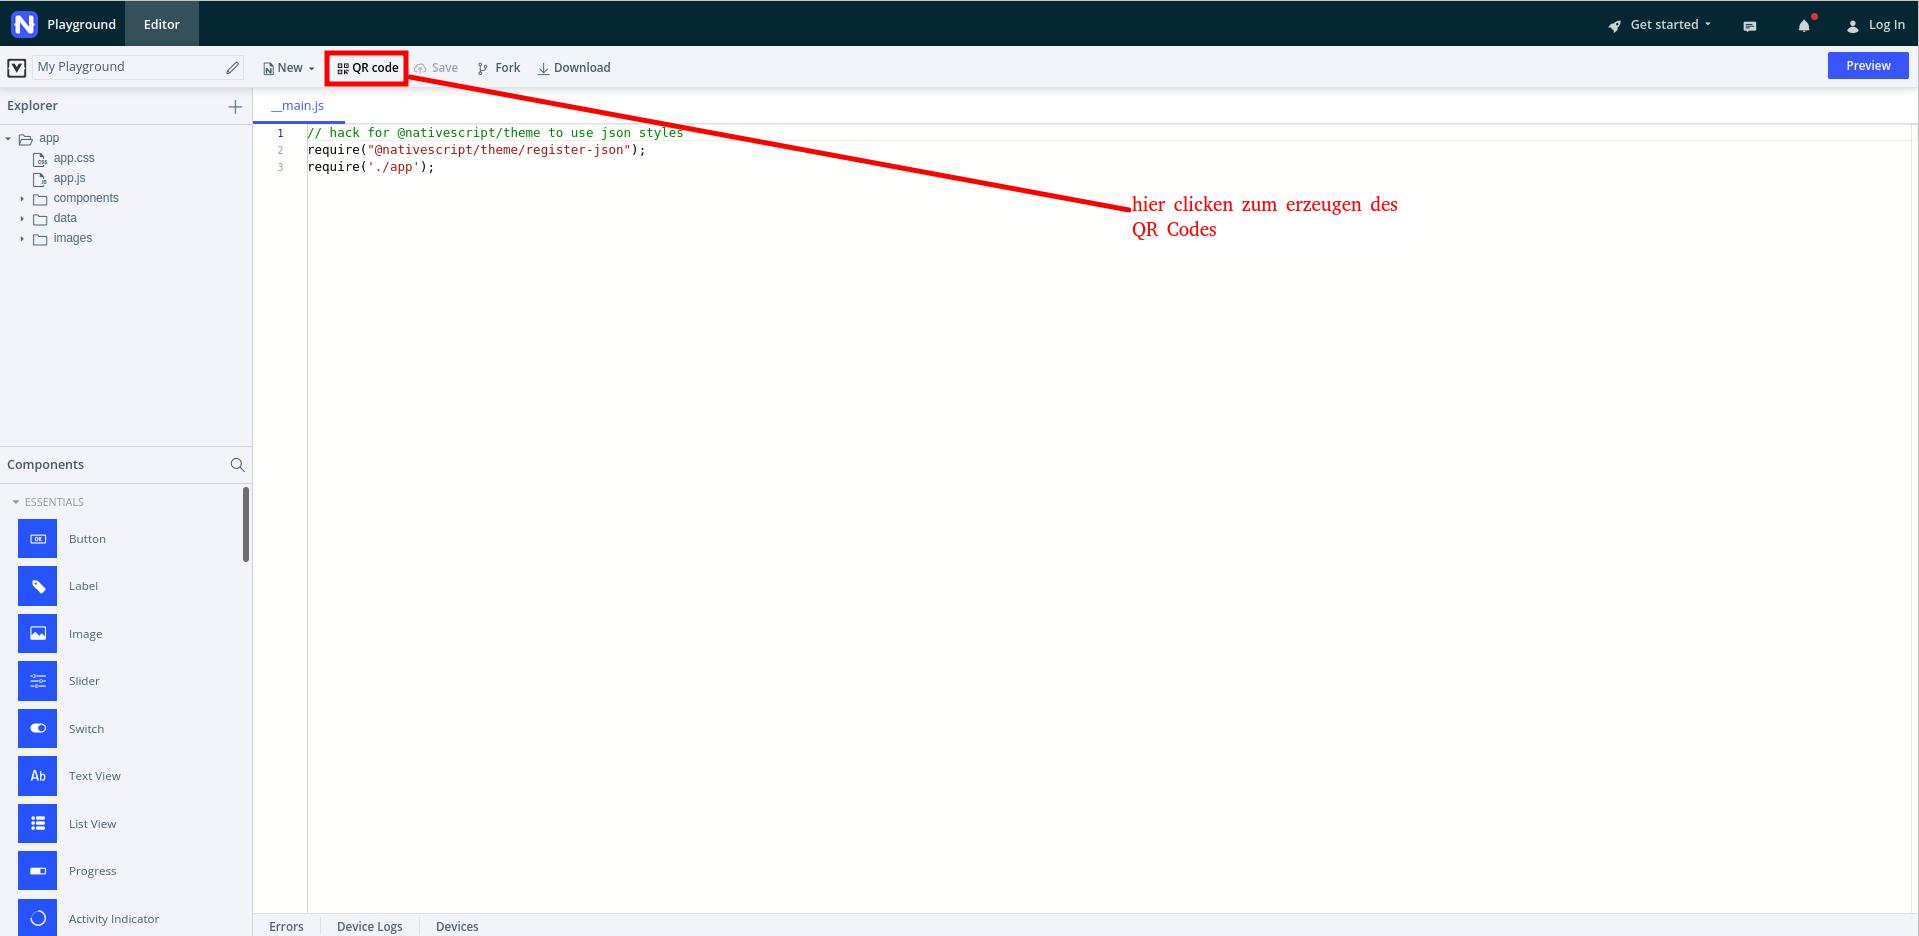 Playground Editor Get started Log In
My Playground New QR code Save Fork Download Preview
Explorer
__main.js
app
app.css
app.js
components
data
images
1 // hack for @nativescript/theme to use json styles
2 require("@nativescript/theme/register-json");
3 require('./app');
hier clicken zum erzeugen des
QR Codes
Components
ESSENTIALS
OK Button
Label
Image
Slider
Switch
Ab Text View
List View
Progress
Activity Indicator
Errors Device Logs Devices